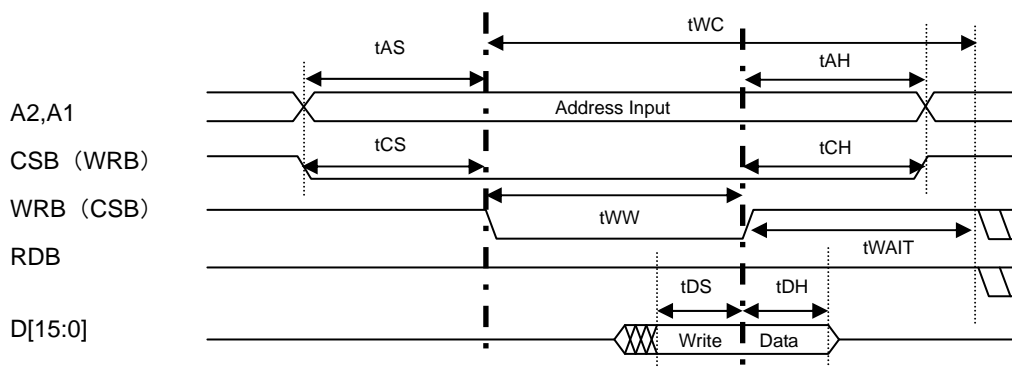 tWC
tAS
tAH
A2,A1
Address Input
tCS
tCH
CSB（WRB）
WRB（CSB）
tWW
tWAIT
RDB
tDS
tDH
D[15:0]
Write
Data